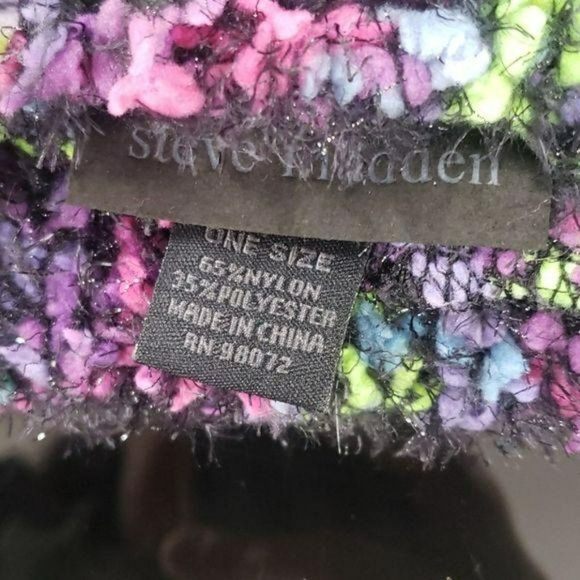 steve madden
ONE SIZE
65%NYLON
35%POLYESTER
MADE IN CHINA
RN 98072